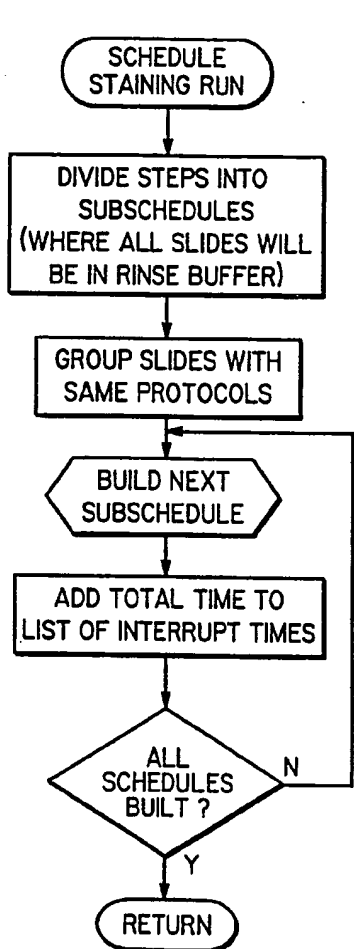 SCHEDULE
STAINING RUN
DIVIDE STEPS INTO
SUBSCHEDULES
(WHERE ALL SLIDES WILL
BE IN RINSE BUFFER)
GROUP SLIDES WITH
SAME PROTOCOLS
BUILD NEXT
SUBSCHEDULE
ADD TOTAL TIME TO
LIST OF INTERRUPT TIMES
ALL
SCHEDULES
BUILT ?
N
Y
RETURN